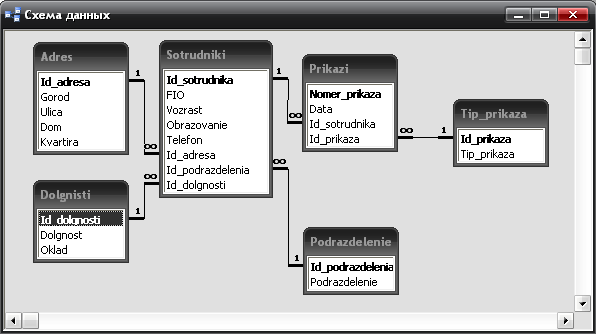 Схема данных
Adres
Id_adresa
Gorod
Ulica
Dom
Kvartira
Sotrudniki
Id_sotrudnika
FIO
Vozrast
Obrazovanie
Telefon
Id_adresa
Id_podrazdelenia
Id_dolgnosti
Prikazi
Nomer_prikaza
Data
Id_sotrudnika
Id_prikaza
Tip_prikaza
Id_prikaza
Tip_prikaza
Dolgnisti
Id_dolgnosti
Dolgnost
Oklad
Podrazdelenie
Id_podrazdelenia
Podrazdelenie
1
∞
1
∞
∞
1
∞
1
∞
1